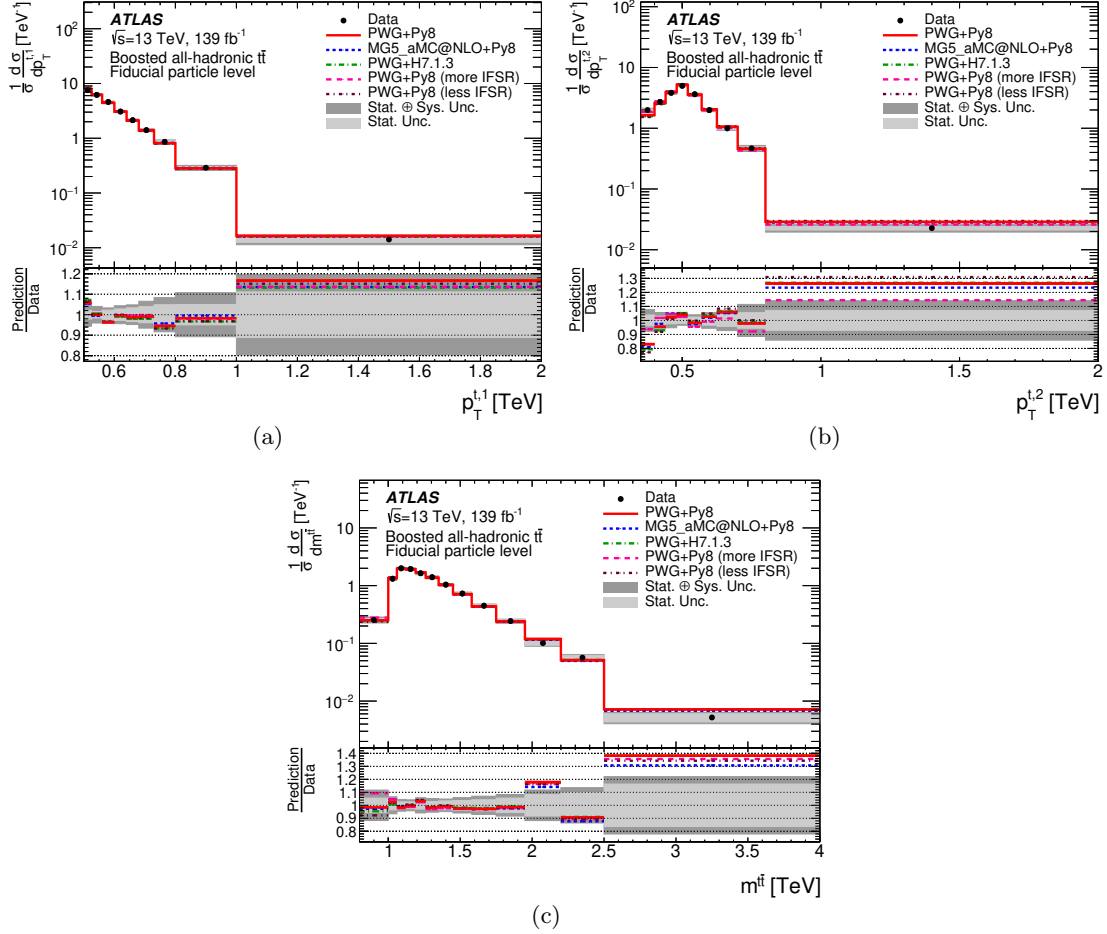 ATLAS
√s=13 TeV, 139 fb⁻¹
Boosted all-hadronic tt̄
Fiducial particle level
Data
PWG+Py8
MG5_aMC@NLO+Py8
PWG+H7.1.3
PWG+Py8 (more IFSR)
PWG+Py8 (less IFSR)
Stat. ⊕ Sys. Unc.
Stat. Unc.
1/σ dσ/dp_T^{t,1} [TeV⁻¹]
10²
10
1
10⁻¹
10⁻²
Prediction/Data
1.2
1.1
1
0.9
0.8
0.6 0.8 1 1.2 1.4 1.6 1.8 2
p_T^{t,1} [TeV]
(a)
ATLAS
√s=13 TeV, 139 fb⁻¹
Boosted all-hadronic tt̄
Fiducial particle level
Data
PWG+Py8
MG5_aMC@NLO+Py8
PWG+H7.1.3
PWG+Py8 (more IFSR)
PWG+Py8 (less IFSR)
Stat. ⊕ Sys. Unc.
Stat. Unc.
1/σ dσ/dp_T^{t,2} [TeV⁻¹]
10²
10
1
10⁻¹
10⁻²
Prediction/Data
1.3
1.2
1.1
1
0.9
0.8
0.5 1 1.5 2
p_T^{t,2} [TeV]
(b)
ATLAS
√s=13 TeV, 139 fb⁻¹
Boosted all-hadronic tt̄
Fiducial particle level
Data
PWG+Py8
MG5_aMC@NLO+Py8
PWG+H7.1.3
PWG+Py8 (more IFSR)
PWG+Py8 (less IFSR)
Stat. ⊕ Sys. Unc.
Stat. Unc.
1/σ dσ/dm^{tt̄} [TeV⁻¹]
10
1
10⁻¹
10⁻²
Prediction/Data
1.4
1.3
1.2
1.1
1
0.9
0.8
1 1.5 2 2.5 3 3.5 4
m^{tt̄} [TeV]
(c)